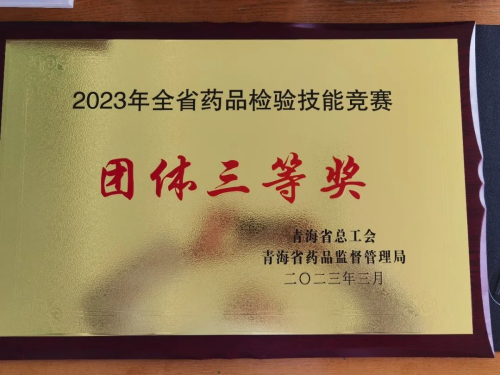 2023年全省药品检验技能竞赛
团体三等奖
青海省总工会
青海省药品监督管理局
二〇二三年三月